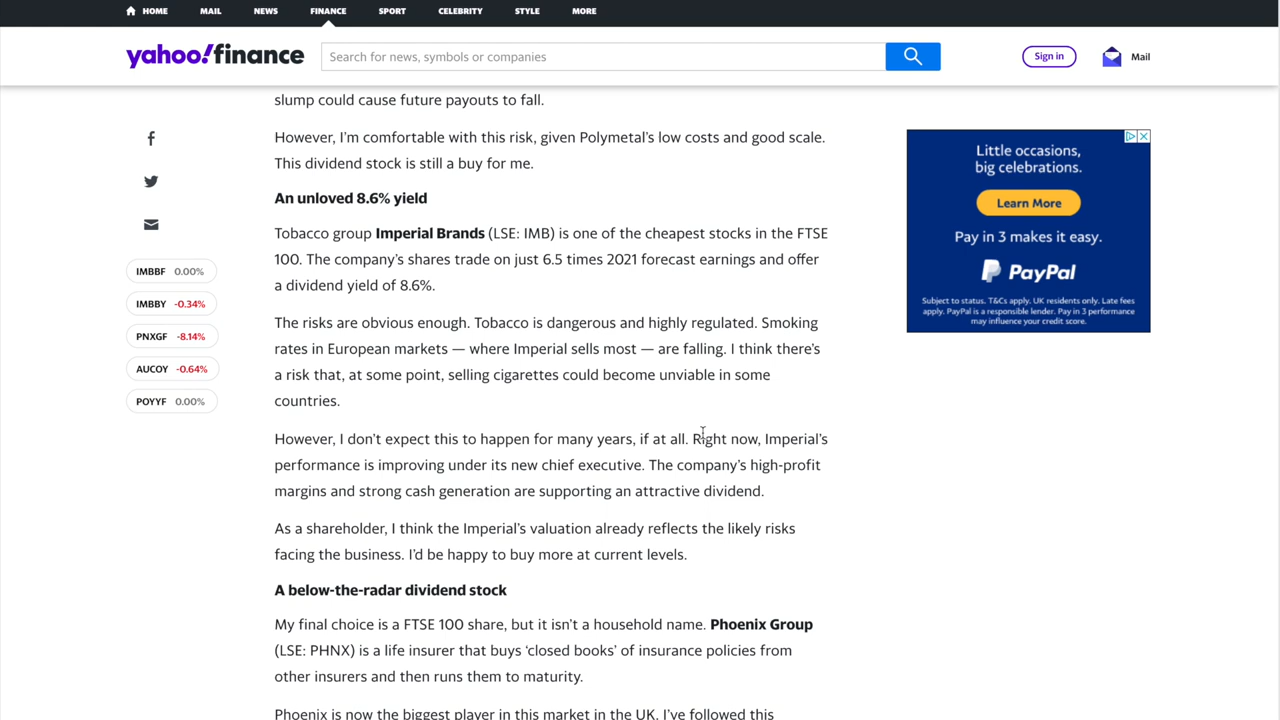 HOME MAIL NEWS FINANCE SPORT CELEBRITY STYLE MORE
yahoo!finance
Search for news, symbols or companies
Sign in
Mail
slump could cause future payouts to fall.
However, I'm comfortable with this risk, given Polymetal's low costs and good scale.
This dividend stock is still a buy for me.
An unloved 8.6% yield
Tobacco group Imperial Brands (LSE: IMB) is one of the cheapest stocks in the FTSE
100. The company's shares trade on just 6.5 times 2021 forecast earnings and offer
a dividend yield of 8.6%.
The risks are obvious enough. Tobacco is dangerous and highly regulated. Smoking
rates in European markets — where Imperial sells most — are falling. I think there's
a risk that, at some point, selling cigarettes could become unviable in some
countries.
However, I don't expect this to happen for many years, if at all. Right now, Imperial's
performance is improving under its new chief executive. The company's high-profit
margins and strong cash generation are supporting an attractive dividend.
As a shareholder, I think the Imperial's valuation already reflects the likely risks
facing the business. I'd be happy to buy more at current levels.
A below-the-radar dividend stock
My final choice is a FTSE 100 share, but it isn't a household name. Phoenix Group
(LSE: PHNX) is a life insurer that buys 'closed books' of insurance policies from
other insurers and then runs them to maturity.
Phoenix is now the biggest player in this market in the UK. I've followed this
IMBBF 0.00%
IMBBY -0.34%
PNXGF -8.14%
AUCOY -0.64%
POYYF 0.00%
Little occasions,
big celebrations.
Learn More
Pay in 3 makes it easy.
PayPal
Subject to status. T&Cs apply. UK residents only. Late fees
apply. PayPal is a responsible lender. Pay in 3 performance
may influence your credit score.